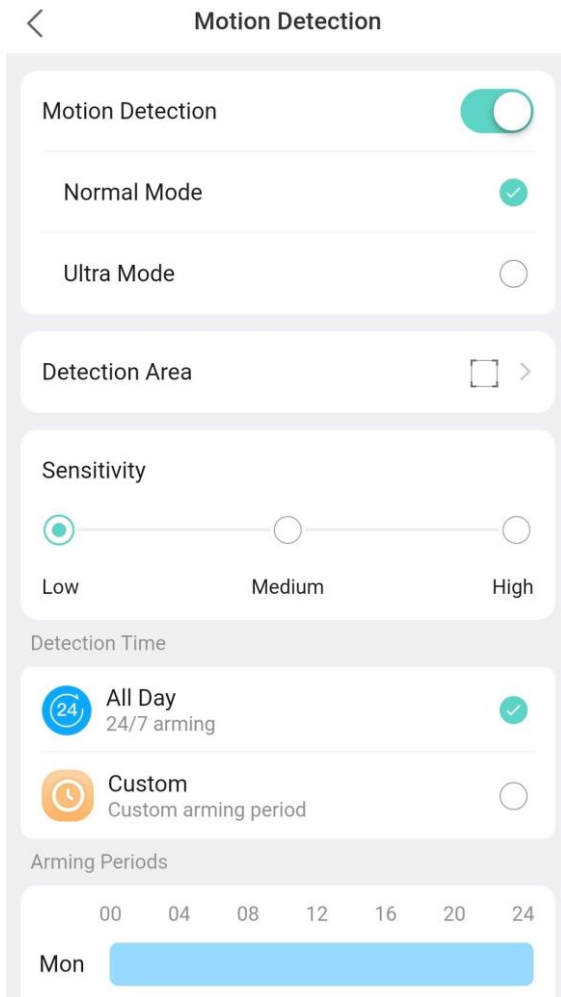 Motion Detection
Motion Detection
Normal Mode
Ultra Mode
Detection Area
Sensitivity
Low Medium High
Detection Time
24
All Day
24/7 arming
Custom
Custom arming period
Arming Periods
00 04 08 12 16 20 24
Mon